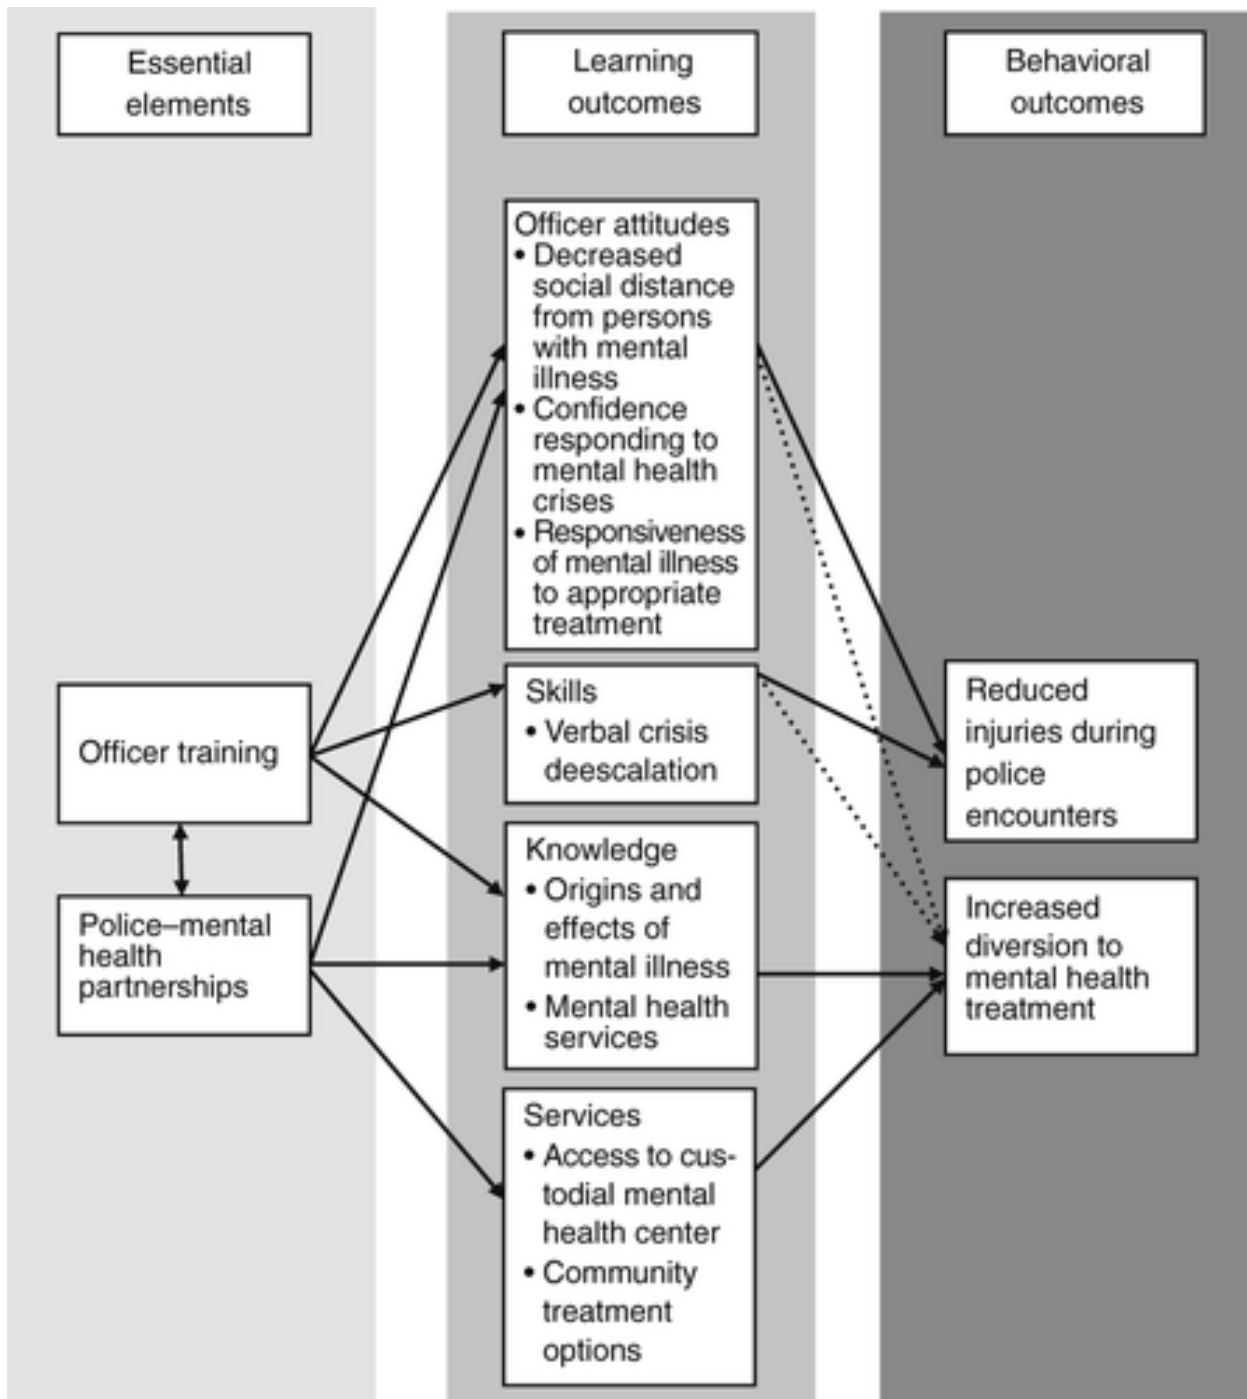 Essential
elements
Learning
outcomes
Behavioral
outcomes
Officer attitudes
• Decreased
social distance
from persons
with mental
illness
• Confidence
responding to
mental health
crises
• Responsiveness
of mental illness
to appropriate
treatment
Officer training
Skills
• Verbal crisis
deescalation
Reduced
injuries during
police
encounters
Police–mental
health
partnerships
Knowledge
• Origins and
effects of
mental illness
• Mental health
services
Increased
diversion to
mental health
treatment
Services
• Access to cus-
todial mental
health center
• Community
treatment
options